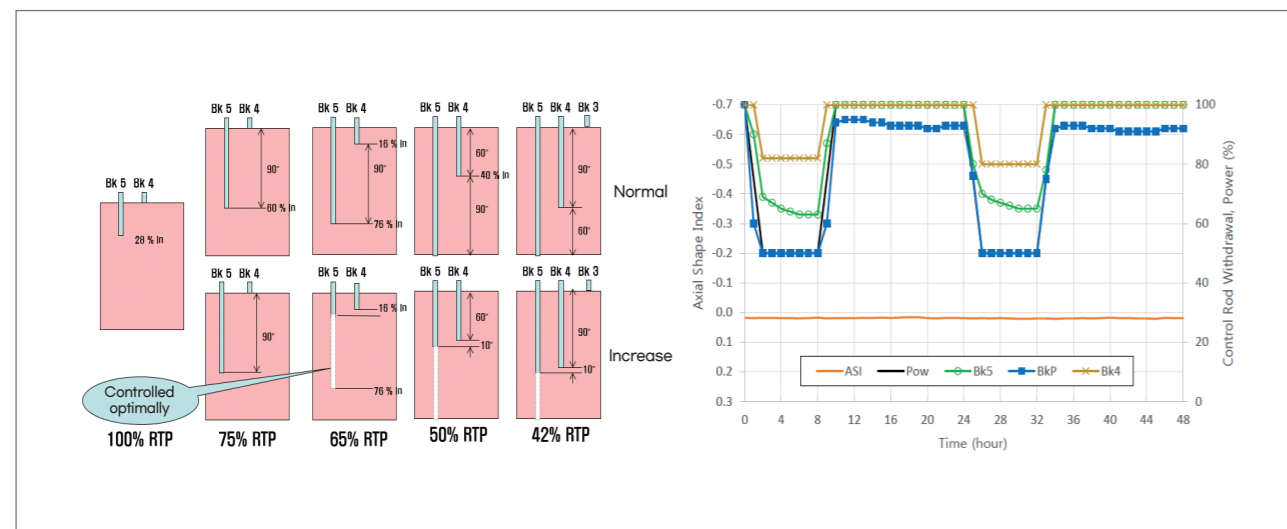 Bk 5 Bk 4
28 % In
100% RTP
Bk 5 Bk 4
90"
60 % In
Bk 5 Bk 4
16 % In
90"
76 % In
Bk 5 Bk 4
60"
40 % In
90"
Bk 5 Bk 4 Bk 3
90"
60"
Normal
Bk 5 Bk 4
90"
75% RTP
Bk 5 Bk 4
16 % In
76 % In
65% RTP
Bk 5 Bk 4
60"
10"
50% RTP
Bk 5 Bk 4 Bk 3
90"
10"
42% RTP
Increase
Controlled
optimally
Axial Shape Index
-0.7
-0.6
-0.5
-0.4
-0.3
-0.2
-0.1
0.0
0.1
0.2
0.3
0 4 8 12 16 20 24 28 32 36 40 44 48
Time (hour)
100
80
60
40
20
0
Control Rod Withdrawal, Power (%)
ASI Pow Bk5 BkP Bk4